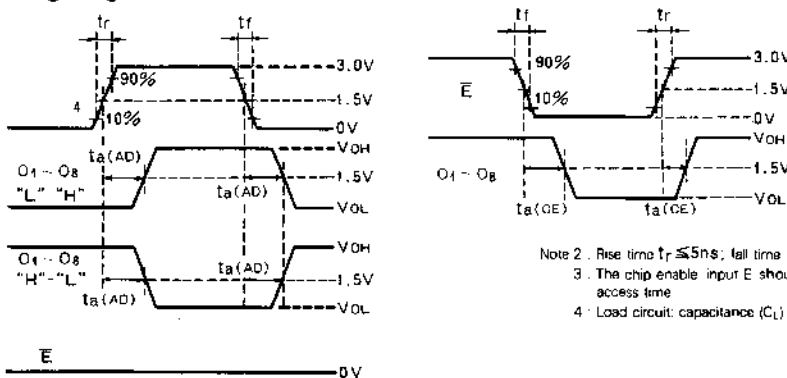 tr
tf
90%
3.0V
4
1.5V
10%
0V
ta(AD)
VOH
O1 - O8
"L" "H"
1.5V
ta(AD)
VOL
O1 - O8
"H"-"L"
ta(AD)
VOH
1.5V
ta(AD)
VOL
E̅
0V
tf
tr
E̅
90%
3.0V
1.5V
10%
0V
VOH
O1 - O8
1.5V
ta(CE)
ta(CE)
VOL
Note 2 . Rise time tr ≦5ns; fall time
3 . The chip enable input E shou
access time
4 · Load circuit: capacitance (CL)